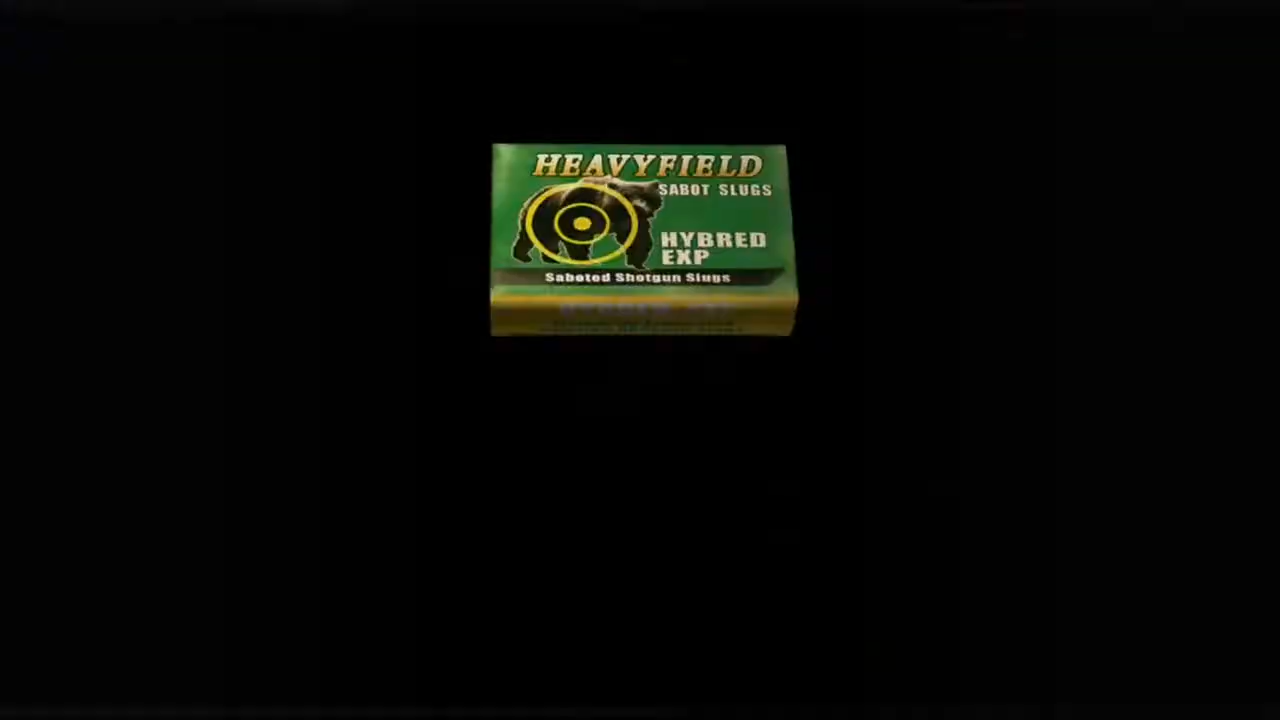 HEAVYFIELD
SABOT SLUGS
HYBRED
EXP
Saboted Shotgun Slugs